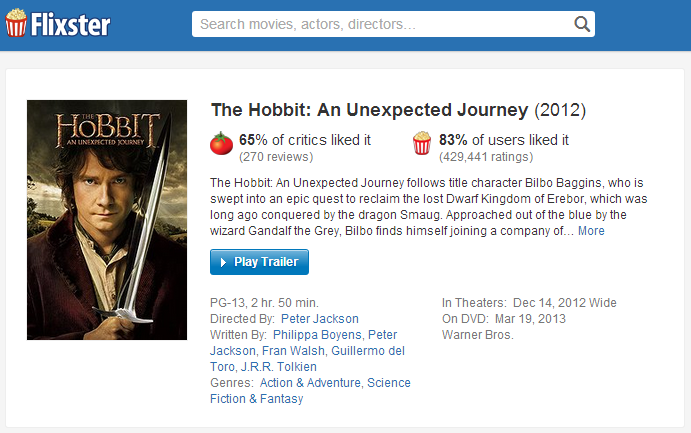 Flixster
Search movies, actors, directors...
THE HOBBIT
AN UNEXPECTED JOURNEY
The Hobbit: An Unexpected Journey (2012)
65% of critics liked it
(270 reviews)
83% of users liked it
(429,441 ratings)
The Hobbit: An Unexpected Journey follows title character Bilbo Baggins, who is
swept into an epic quest to reclaim the lost Dwarf Kingdom of Erebor, which was
long ago conquered by the dragon Smaug. Approached out of the blue by the
wizard Gandalf the Grey, Bilbo finds himself joining a company of... More
Play Trailer
PG-13, 2 hr. 50 min.
Directed By: Peter Jackson
Written By: Philippa Boyens, Peter
Jackson, Fran Walsh, Guillermo del
Toro, J.R.R. Tolkien
Genres: Action & Adventure, Science
Fiction & Fantasy
In Theaters: Dec 14, 2012 Wide
On DVD: Mar 19, 2013
Warner Bros.